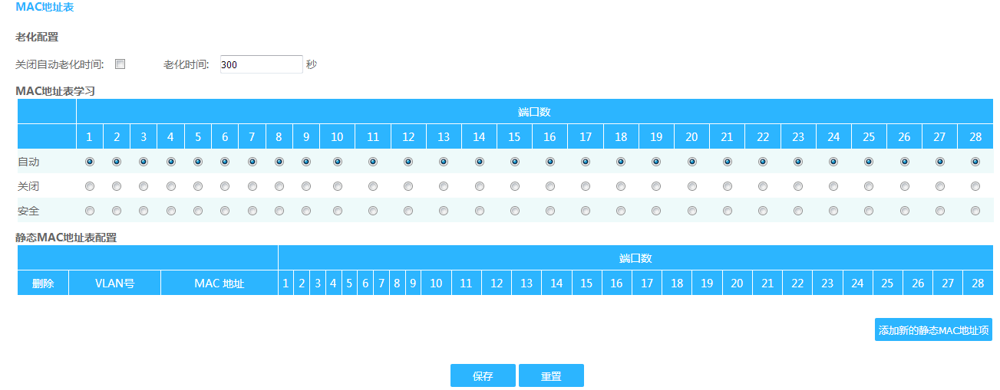 MAC地址表
老化配置
关闭自动老化时间: 老化时间: 300 秒
MAC地址表学习
端口数
1 2 3 4 5 6 7 8 9 10 11 12 13 14 15 16 17 18 19 20 21 22 23 24 25 26 27 28
自动
关闭
安全
静态MAC地址表配置
端口数
删除 VLAN号 MAC 地址 1 2 3 4 5 6 7 8 9 10 11 12 13 14 15 16 17 18 19 20 21 22 23 24 25 26 27 28
添加新的静态MAC地址项
保存 重置